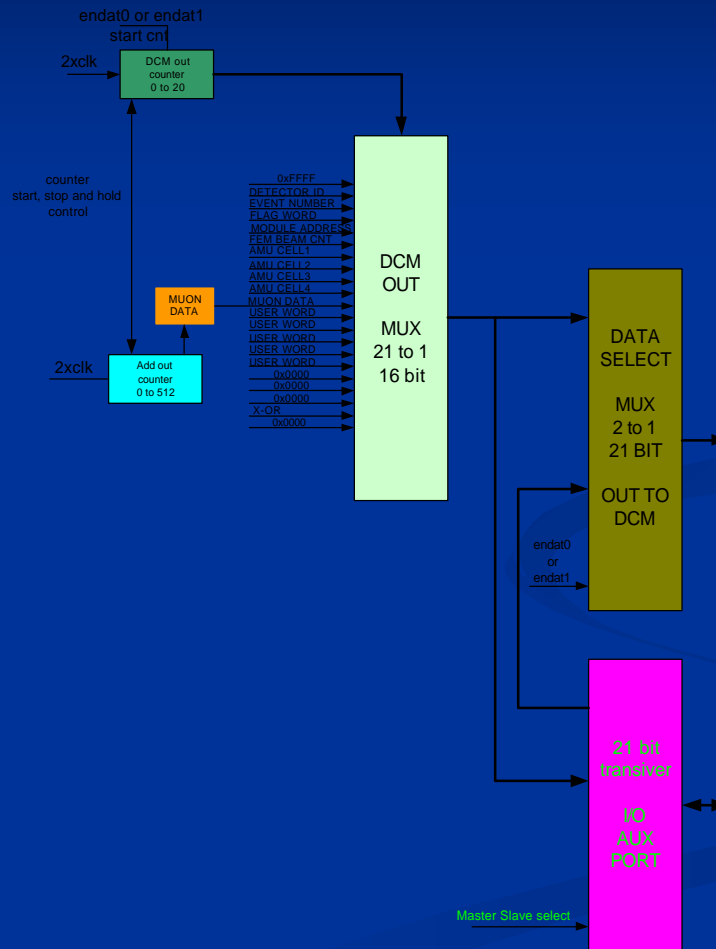 endat0 or endat1
start cnt
2xclk
DCM out
counter
0 to 20
counter
start, stop and hold
control
0xFFFF
DETECTOR ID
EVENT NUMBER
FLAG WORD
MODULE ADDRESS
FEM BEAM CNT
AMU CELL1
AMU CELL2
AMU CELL3
AMU CELL4
MUON DATA
USER WORD
USER WORD
USER WORD
USER WORD
USER WORD
0x0000
0x0000
0x0000
X-OR
0x0000
MUON
DATA
2xclk
Add out
counter
0 to 512
DCM
OUT
MUX
21 to 1
16 bit
DATA
SELECT
MUX
2 to 1
21 BIT
OUT TO
DCM
endat0
or
endat1
21 bit
transiver
I/O
AUX
PORT
Master Slave select